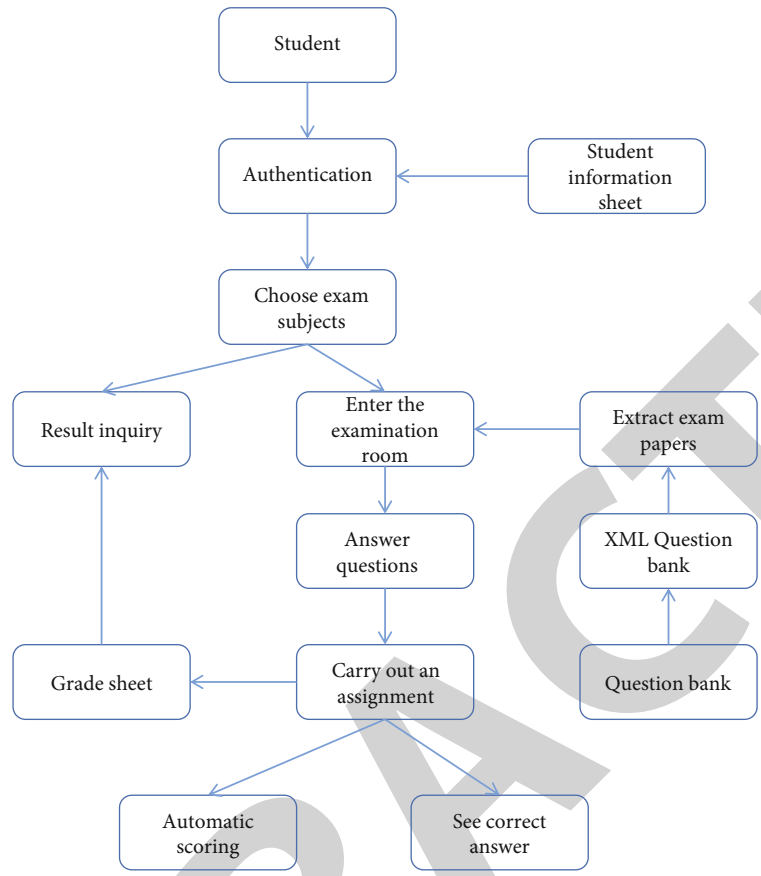 Student
Authentication
Student
information
sheet
Choose exam
subjects
Result inquiry
Enter the
examination
room
Extract exam
papers
Answer
questions
XML Question
bank
Grade sheet
Carry out an
assignment
Question bank
Automatic
scoring
See correct
answer